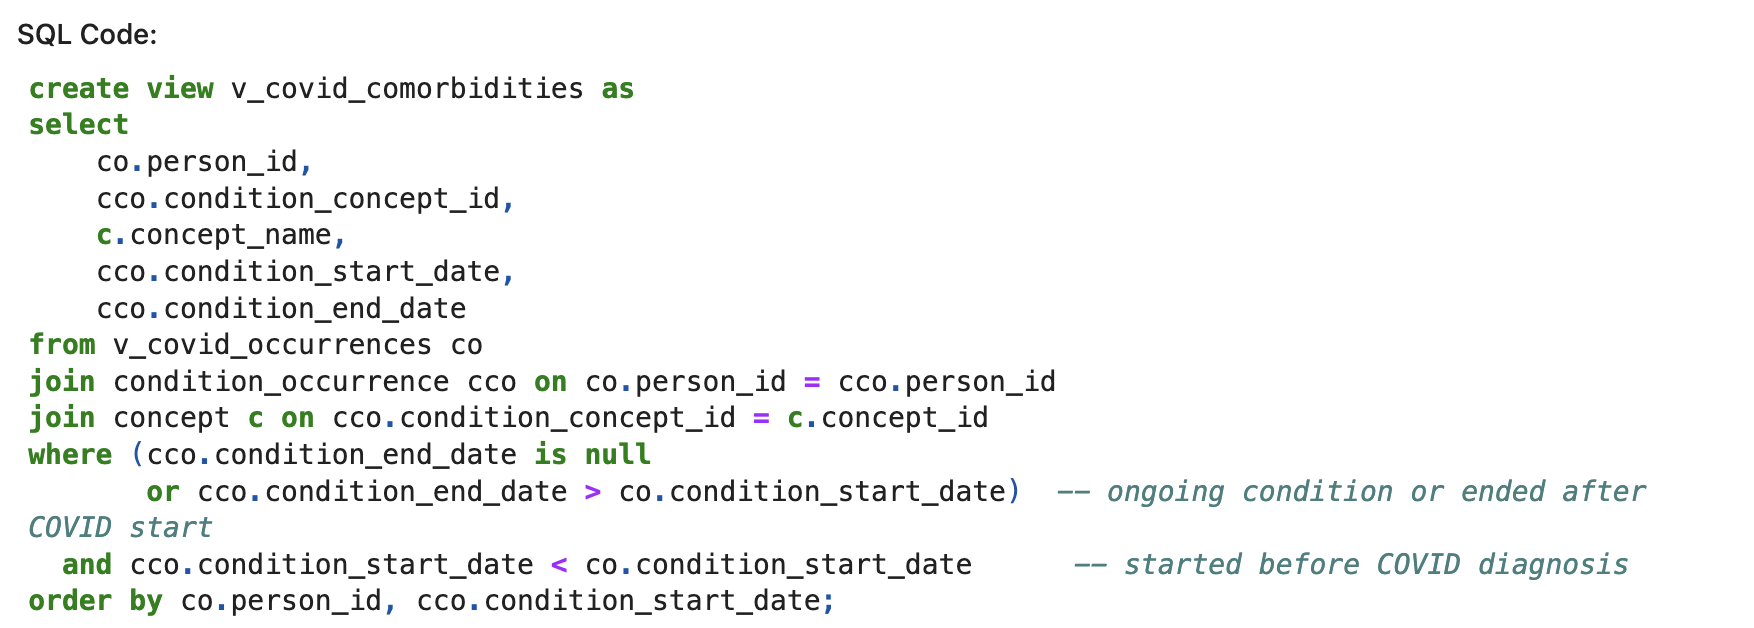 SQL Code:
create view v_covid_comorbidities as
select
    co.person_id,
    cco.condition_concept_id,
    c.concept_name,
    cco.condition_start_date,
    cco.condition_end_date
from v_covid_occurrences co
join condition_occurrence cco on co.person_id = cco.person_id
join concept c on cco.condition_concept_id = c.concept_id
where (cco.condition_end_date is null
       or cco.condition_end_date > co.condition_start_date)  -- ongoing condition or ended after
COVID start
  and cco.condition_start_date < co.condition_start_date      -- started before COVID diagnosis
order by co.person_id, cco.condition_start_date;